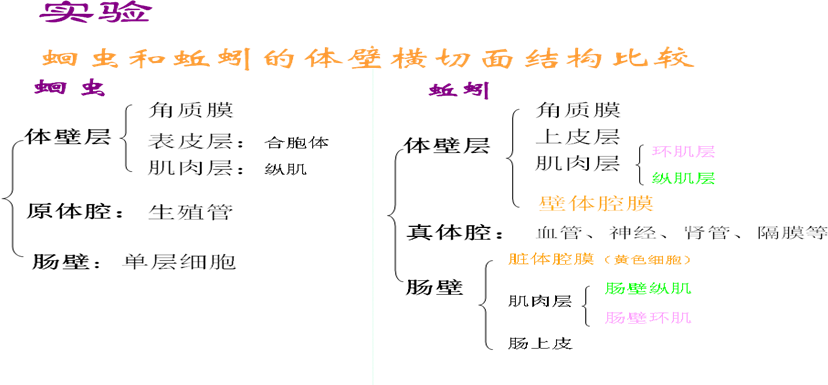 实验
蛔虫和蚯蚓的体壁横切面结构比较
蛔虫
体壁层
角质膜
表皮层：合胞体
肌肉层：纵肌
原体腔：生殖管
肠壁：单层细胞
蚯蚓
体壁层
角质膜
上皮层
肌肉层
环肌层
纵肌层
壁体腔膜
真体腔：血管、神经、肾管、隔膜等
肠壁
脏体腔膜（黄色细胞）
肌肉层
肠壁纵肌
肠壁环肌
肠上皮